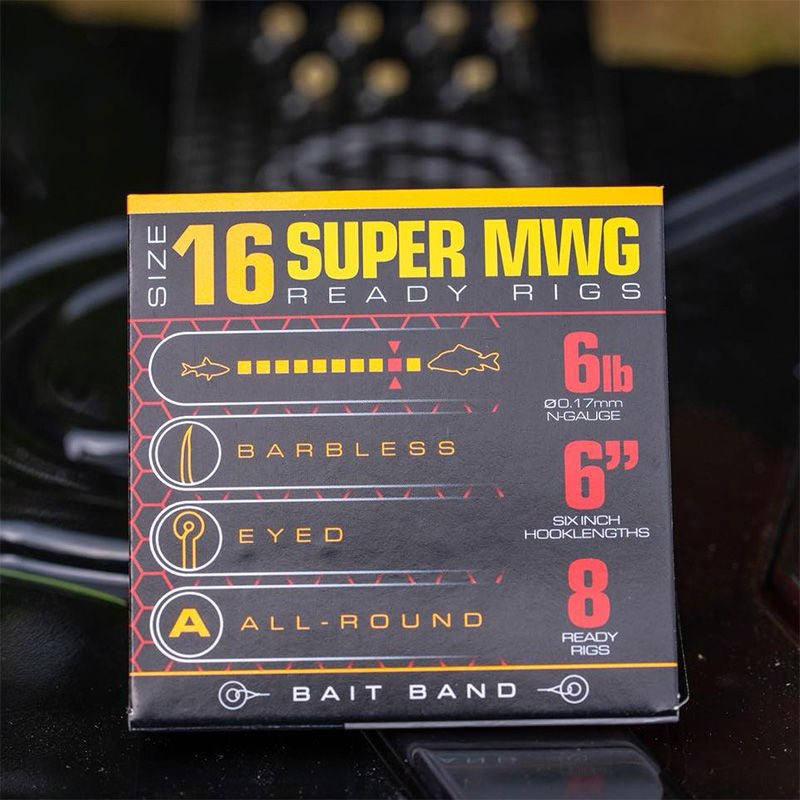 SIZE 16 SUPER MWG
READY RIGS
6lb
Ø0.17mm
N-GAUGE
BARBLESS
6”
SIX INCH
HOOKLENGTHS
EYED
8
READY
RIGS
A ALL-ROUND
BAIT BAND